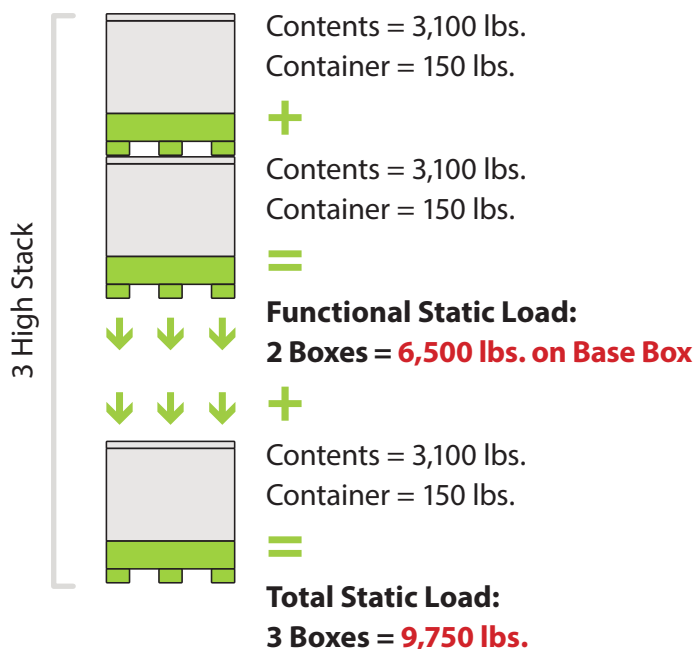 3 High Stack
Contents = 3,100 lbs.
Container = 150 lbs.
+
Contents = 3,100 lbs.
Container = 150 lbs.
=
Functional Static Load:
2 Boxes = 6,500 lbs. on Base Box
+
Contents = 3,100 lbs.
Container = 150 lbs.
=
Total Static Load:
3 Boxes = 9,750 lbs.